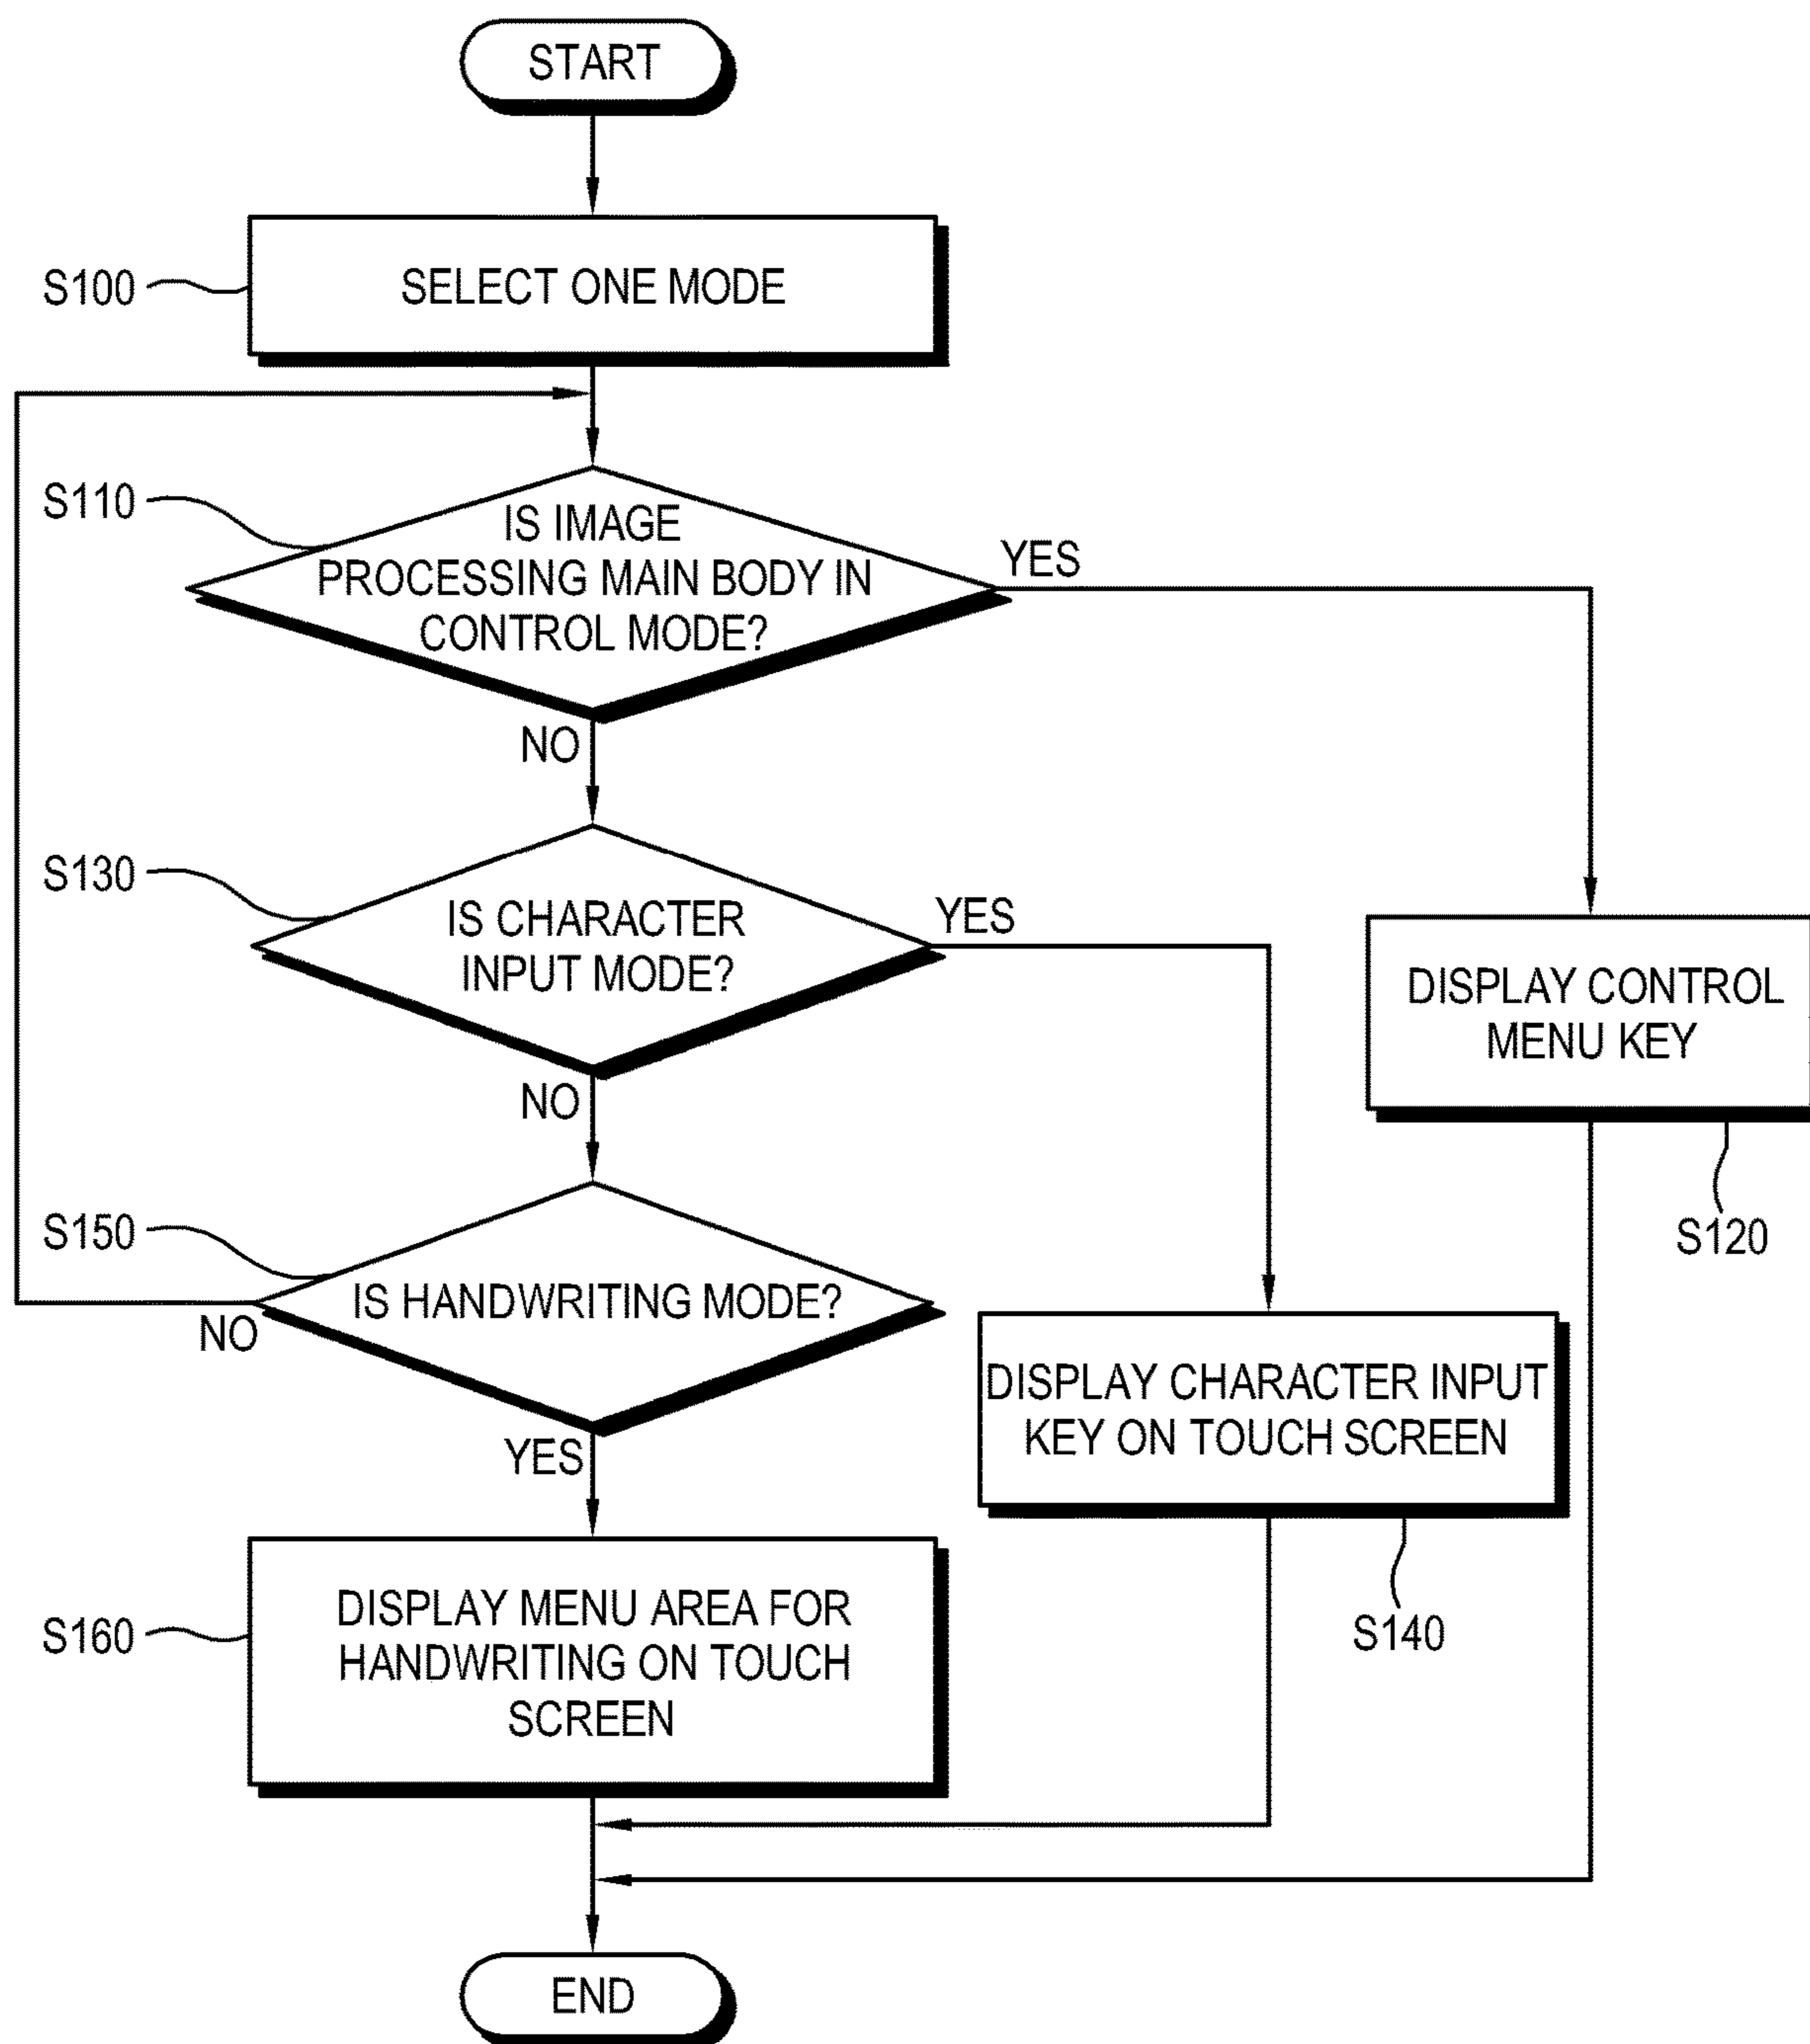 START
S100
SELECT ONE MODE
S110
IS IMAGE
PROCESSING MAIN BODY IN
CONTROL MODE?
YES
NO
S130
IS CHARACTER
INPUT MODE?
YES
DISPLAY CONTROL
MENU KEY
NO
S120
S150
IS HANDWRITING MODE?
NO
DISPLAY CHARACTER INPUT
KEY ON TOUCH SCREEN
YES
S140
S160
DISPLAY MENU AREA FOR
HANDWRITING ON TOUCH
SCREEN
END